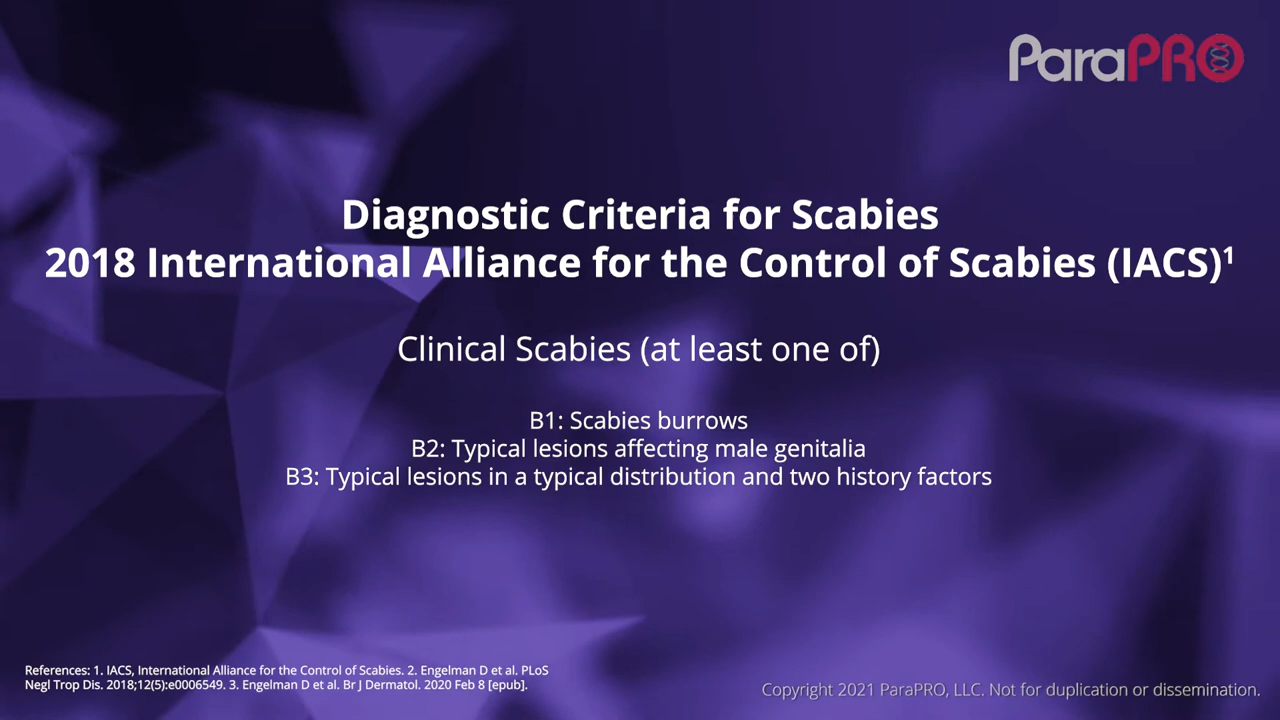 ParaPRO
Diagnostic Criteria for Scabies
2018 International Alliance for the Control of Scabies (IACS)¹
Clinical Scabies (at least one of)
B1: Scabies burrows
B2: Typical lesions affecting male genitalia
B3: Typical lesions in a typical distribution and two history factors
References: 1. IACS, International Alliance for the Control of Scabies. 2. Engelman D et al. PLoS
Negl Trop Dis. 2018;12(5):e0006549. 3. Engelman D et al. Br J Dermatol. 2020 Feb 8 [epub].
Copyright 2021 ParaPRO, LLC. Not for duplication or dissemination.